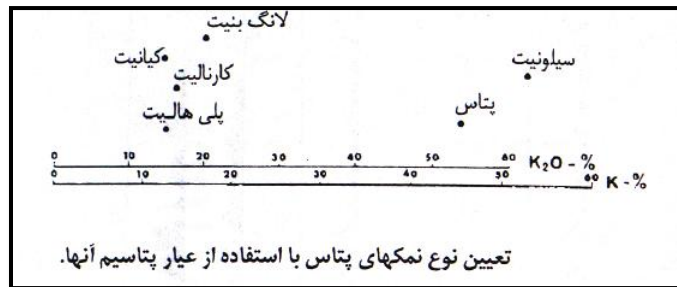 لانگ بنیت
کیانیت
سیلونیت
کارنالیت
پتاس
پلی هالیت
0 10 20 30 40 50 60 K₂O - %
0 10 20 30 40 50 60 K - %
تعیین نوع نمکهای پتاس با استفاده از عیار پتاسیم آنها.